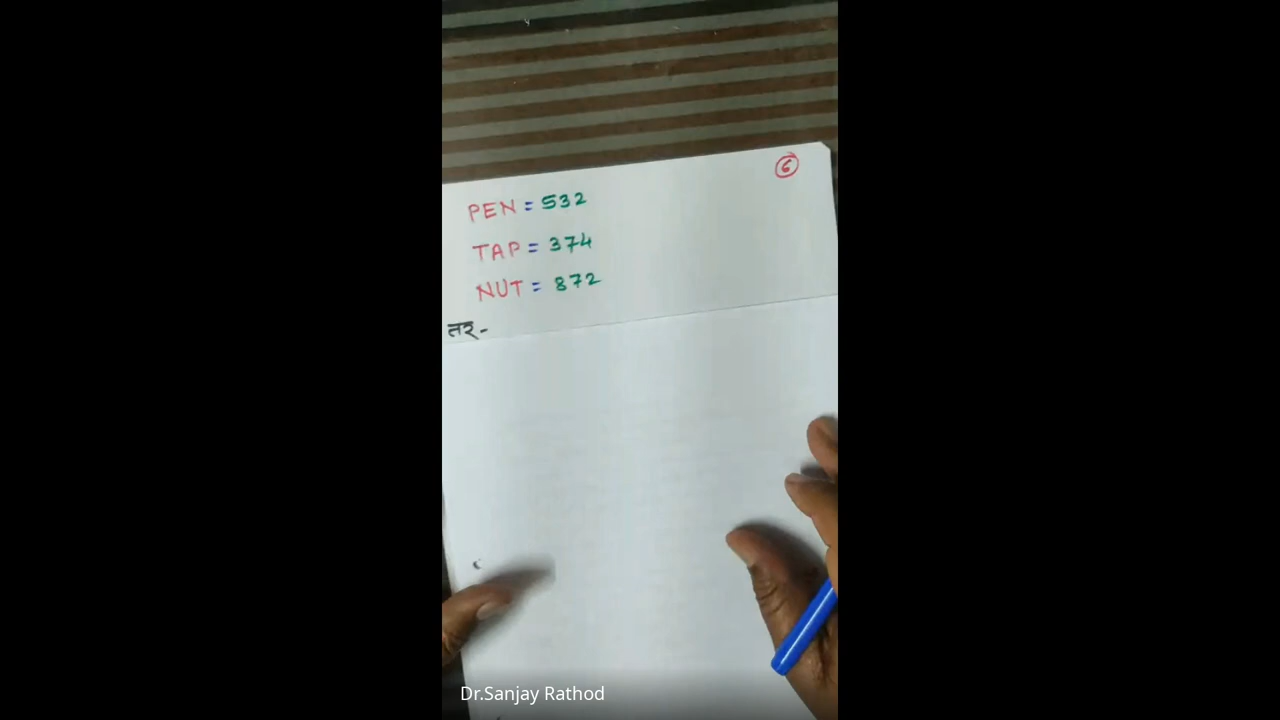 6
PEN = 532
TAP = 374
NUT = 872
तर -
Dr.Sanjay Rathod